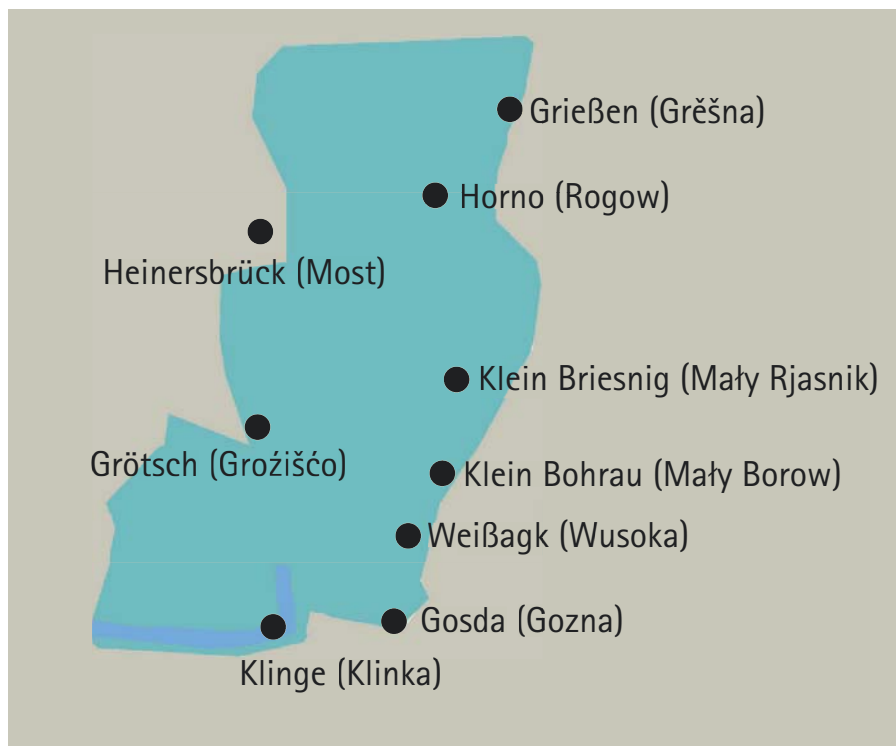 Grießen (Grěšna)
Horno (Rogow)
Heinersbrück (Most)
Klein Briesnig (Mały Rjasnik)
Grötsch (Groźišćo)
Klein Bohrau (Mały Borow)
Weißagk (Wusoka)
Gosda (Gozna)
Klinge (Klinka)